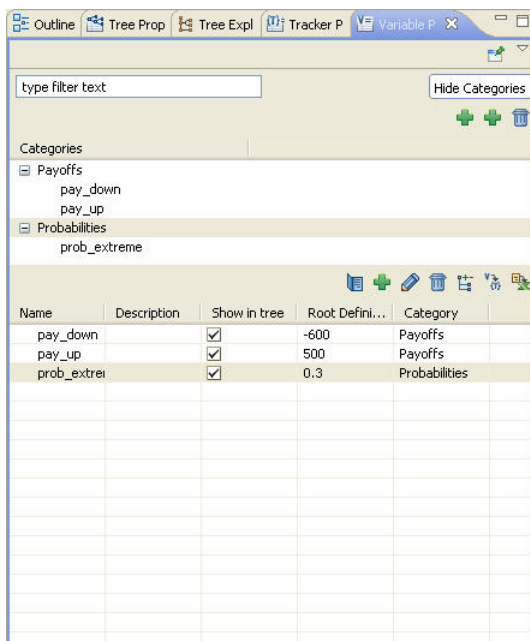 Outline Tree Prop Tree Expl Tracker P Variable P
type filter text Hide Categories
Categories
Payoffs
pay_down
pay_up
Probabilities
prob_extreme
Name Description Show in tree Root Defini... Category
pay_down -600 Payoffs
pay_up 500 Payoffs
prob_extrei 0.3 Probabilities